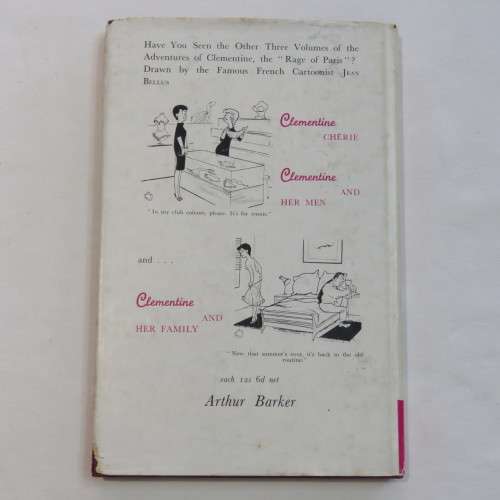 Have You Seen the Other Three Volumes of the
Adventures of Clementine, the "Rage of Paris"?
Drawn by the Famous French Cartoonist Jean
Bellus
Clementine
CHÉRIE
Clementine
AND
HER MEN
"In my club colours, please. It's for rowin'."
and . . .
Clementine
AND
HER FAMILY
"Now that summer's over, it's back to the old
routine."
each 12s 6d net
Arthur Barker